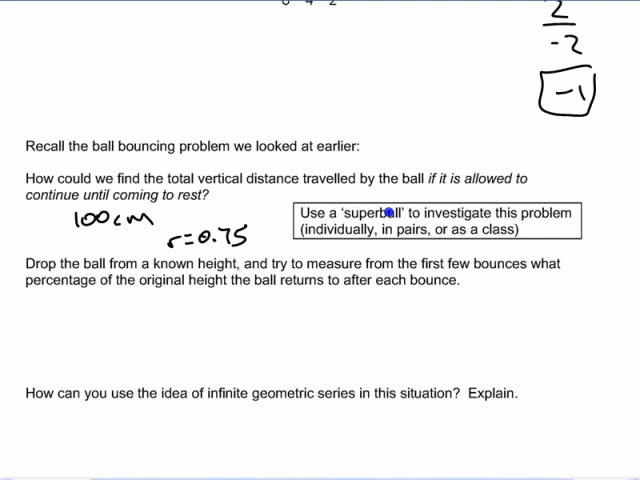 2
-2
-1
Recall the ball bouncing problem we looked at earlier:
How could we find the total vertical distance travelled by the ball if it is allowed to
continue until coming to rest?
100cm
r=0.75
Use a 'superball' to investigate this problem
(individually, in pairs, or as a class)
Drop the ball from a known height, and try to measure from the first few bounces what
percentage of the original height the ball returns to after each bounce.
How can you use the idea of infinite geometric series in this situation? Explain.